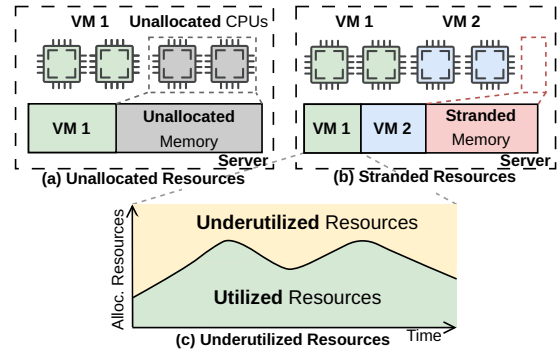 VM 1
Unallocated CPUs
VM 1
Unallocated
Memory
Server
(a) Unallocated Resources
VM 1
VM 2
VM 1
VM 2
Stranded
Memory
Server
(b) Stranded Resources
Alloc. Resources
Underutilized Resources
Utilized Resources
Time
(c) Underutilized Resources